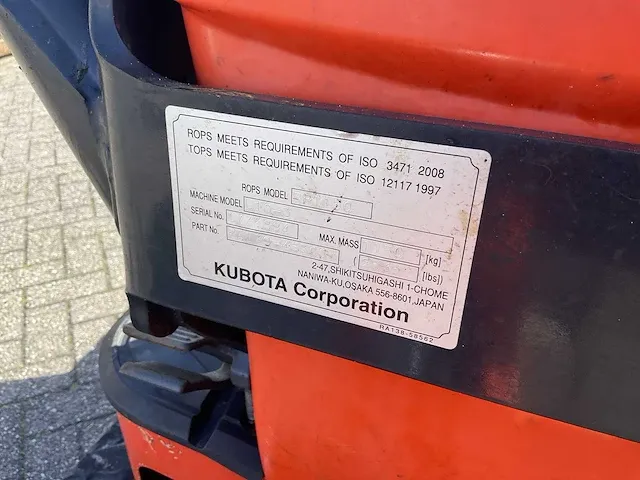 ROPS MEETS REQUIREMENTS OF ISO 3471 2008
TOPS MEETS REQUIREMENTS OF ISO 12117 1997
ROPS MODEL
MACHINE MODEL
SERIAL No.
MAX. MASS [kg]
PART No. ( [lbs])
2-47,SHIKITSUHIGASHI 1-CHOME
NANIWA-KU,OSAKA 556-8601,JAPAN
KUBOTA Corporation
RA138-58562